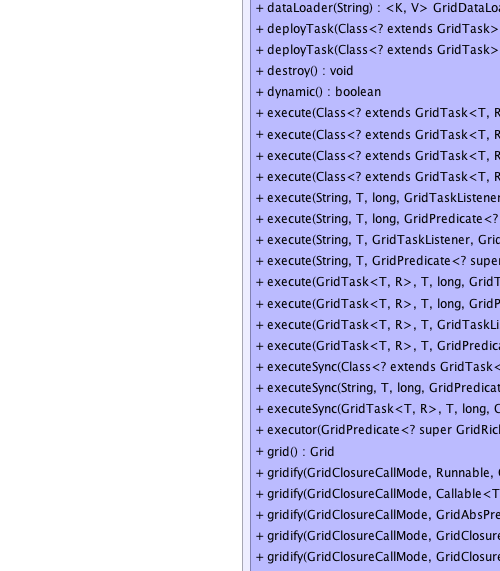 + dataLoader(String) : <K, V> GridDataLoa
+ deployTask(Class<? extends GridTask>
+ deployTask(Class<? extends GridTask>
+ destroy() : void
+ dynamic() : boolean
+ execute(Class<? extends GridTask<T, R
+ execute(Class<? extends GridTask<T, R
+ execute(Class<? extends GridTask<T, R
+ execute(Class<? extends GridTask<T, R
+ execute(String, T, long, GridTaskListener
+ execute(String, T, long, GridPredicate<?
+ execute(String, T, GridTaskListener, Grid
+ execute(String, T, GridPredicate<? super
+ execute(GridTask<T, R>, T, long, GridT
+ execute(GridTask<T, R>, T, long, GridP
+ execute(GridTask<T, R>, T, GridTaskLi
+ execute(GridTask<T, R>, T, GridPredica
+ executeSync(Class<? extends GridTask<
+ executeSync(String, T, long, GridPredicat
+ executeSync(GridTask<T, R>, T, long, G
+ executor(GridPredicate<? super GridRic
+ grid() : Grid
+ gridify(GridClosureCallMode, Runnable,
+ gridify(GridClosureCallMode, Callable<T
+ gridify(GridClosureCallMode, GridAbsPre
+ gridify(GridClosureCallMode, GridClosure
+ gridify(GridClosureCallMode, GridClosure